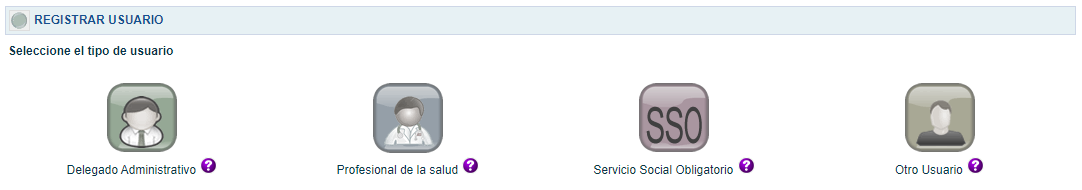 REGISTRAR USUARIO
Seleccione el tipo de usuario
SSO
Delegado Administrativo ?
Profesional de la salud ?
Servicio Social Obligatorio ?
Otro Usuario ?